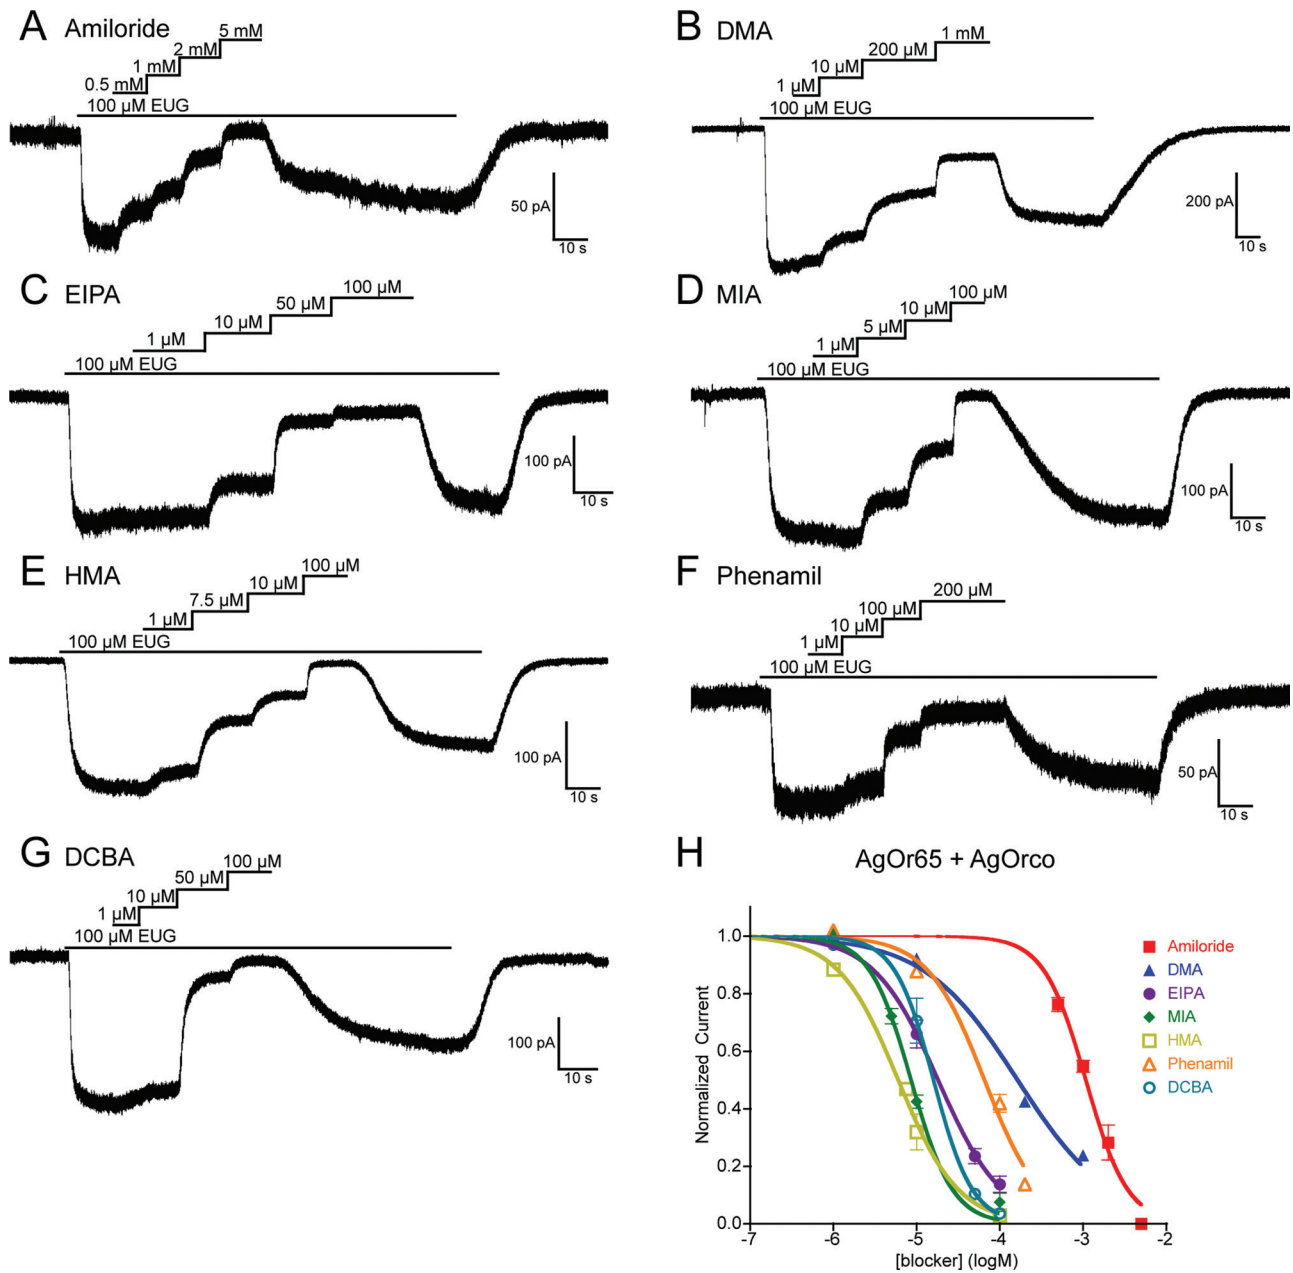 A Amiloride
0.5 mM 1 mM 2 mM 5 mM
100 µM EUG
50 pA
10 s
B DMA
1 µM 10 µM 200 µM 1 mM
100 µM EUG
200 pA
10 s
C EIPA
1 µM 10 µM 50 µM 100 µM
100 µM EUG
100 pA
10 s
D MIA
1 µM 5 µM 10 µM 100 µM
100 µM EUG
100 pA
10 s
E HMA
1 µM 7.5 µM 10 µM 100 µM
100 µM EUG
100 pA
10 s
F Phenamil
1 µM 10 µM 100 µM 200 µM
100 µM EUG
50 pA
10 s
G DCBA
1 µM 10 µM 50 µM 100 µM
100 µM EUG
100 pA
10 s
H AgOr65 + AgOrco
Normalized Current
1.0
0.8
0.6
0.4
0.2
0.0
-7 -6 -5 -4 -3 -2
[blocker] (logM)
Amiloride
DMA
EIPA
MIA
HMA
Phenamil
DCBA